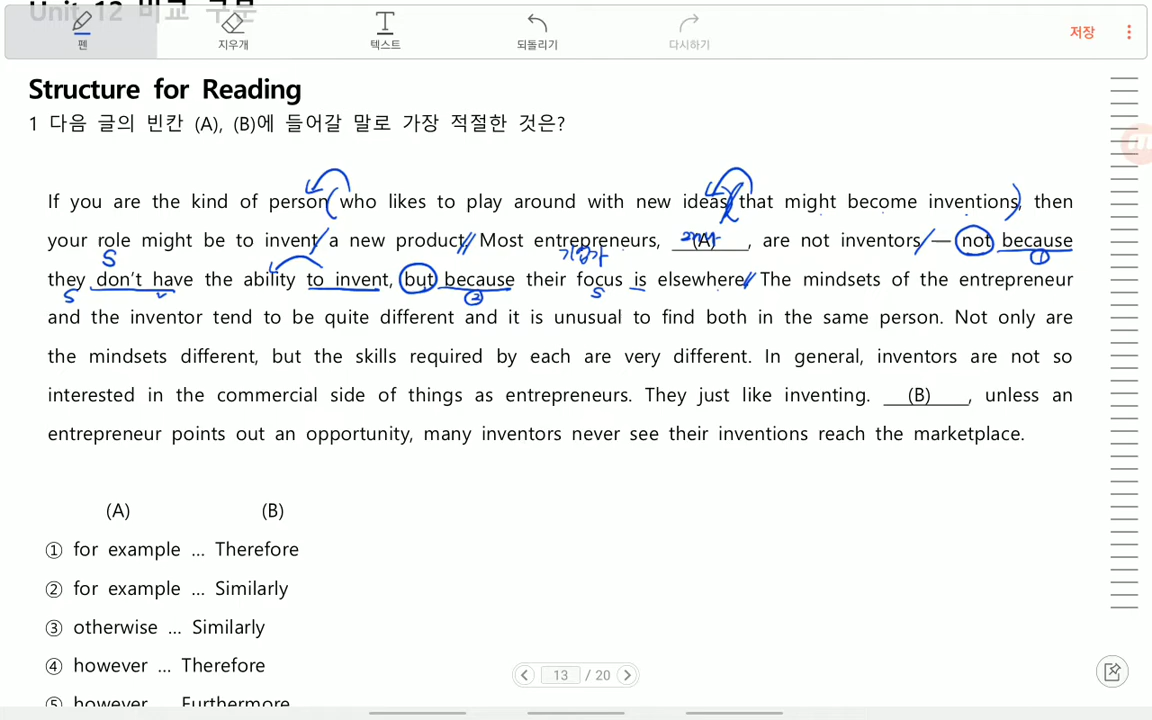 Unit 12 비교 구문
펜
지우개
텍스트
되돌리기
다시하기
저장
Structure for Reading
1 다음 글의 빈칸 (A), (B)에 들어갈 말로 가장 적절한 것은?
If you are the kind of person who likes to play around with new ideas that might become inventions, then
your role might be to invent a new product. Most entrepreneurs, (A) , are not inventors — not because
S
기업가
①
they don't have the ability to invent, but because their focus is elsewhere. The mindsets of the entrepreneur
S
v
②
S
and the inventor tend to be quite different and it is unusual to find both in the same person. Not only are
the mindsets different, but the skills required by each are very different. In general, inventors are not so
interested in the commercial side of things as entrepreneurs. They just like inventing. (B) , unless an
entrepreneur points out an opportunity, many inventors never see their inventions reach the marketplace.
(A) (B)
① for example ... Therefore
② for example ... Similarly
③ otherwise ... Similarly
④ however ... Therefore
⑤ however ... Furthermore
13 / 20